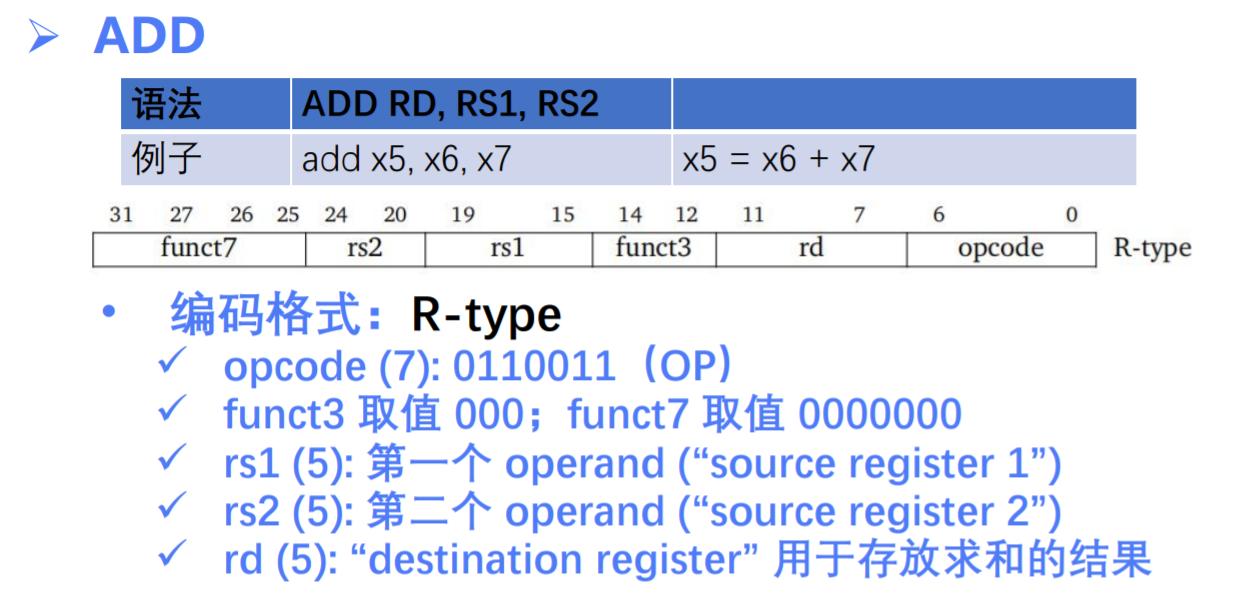 ➢ ADD
语法 ADD RD, RS1, RS2
例子 add x5, x6, x7 x5 = x6 + x7
31 27 26 25 24 20 19 15 14 12 11 7 6 0
funct7 rs2 rs1 funct3 rd opcode R-type
• 编码格式：R-type
✓ opcode (7): 0110011（OP）
✓ funct3 取值 000；funct7 取值 0000000
✓ rs1 (5): 第一个 operand (“source register 1”)
✓ rs2 (5): 第二个 operand (“source register 2”)
✓ rd (5): “destination register” 用于存放求和的结果